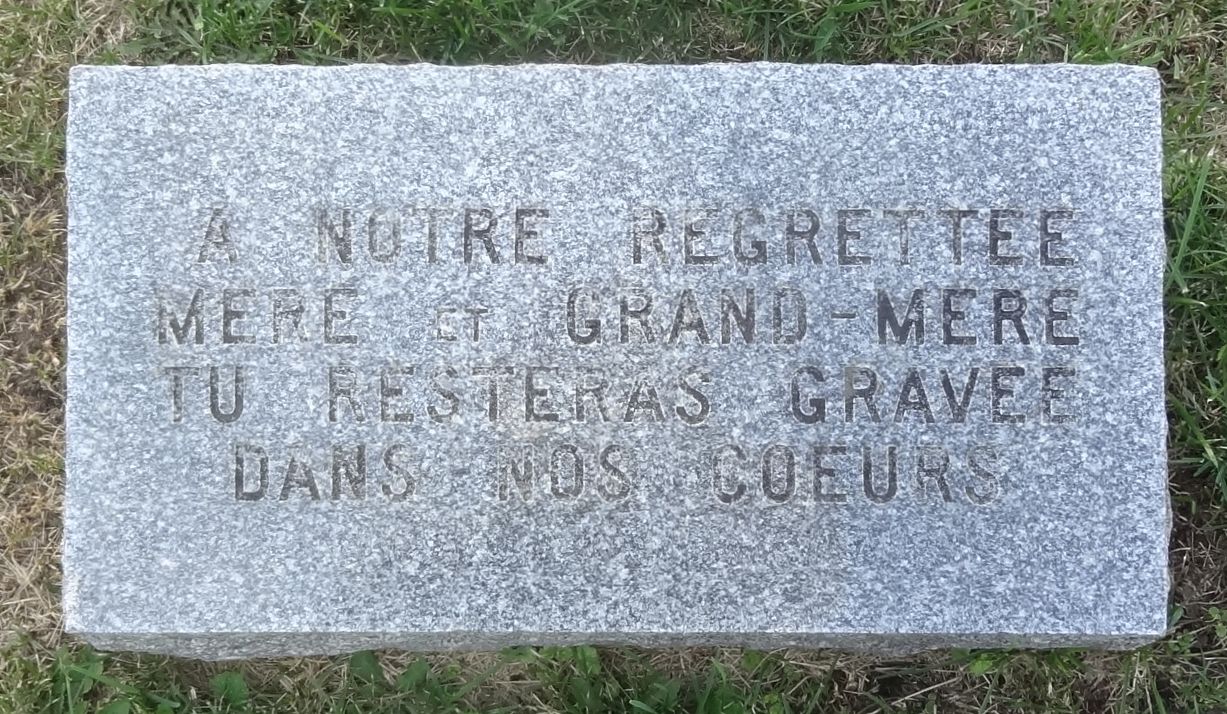 A NOTRE REGRETTEE
MERE ET GRAND-MERE
TU RESTERAS GRAVEE
DANS NOS COEURS